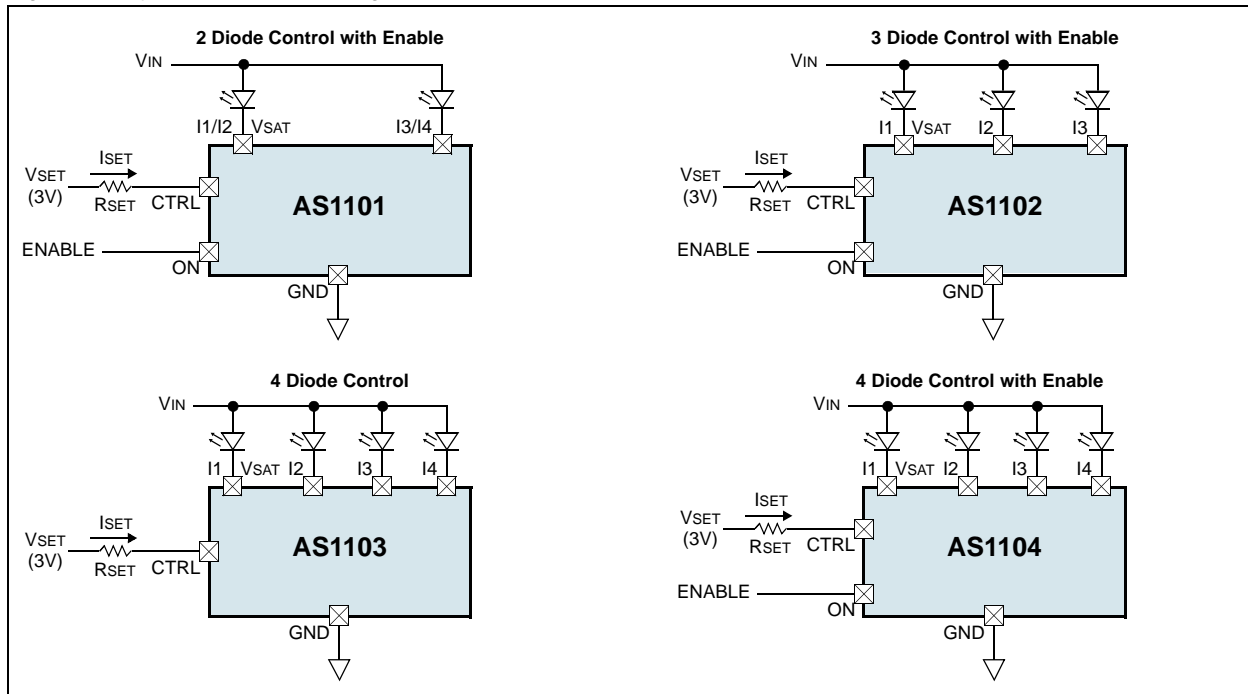 2 Diode Control with Enable
VIN
I1/I2 VSAT I3/I4
ISET
VSET
(3V)
RSET CTRL
AS1101
ENABLE
ON
GND
3 Diode Control with Enable
VIN
I1 VSAT I2 I3
ISET
VSET
(3V)
RSET CTRL
AS1102
ENABLE
ON
GND
4 Diode Control
VIN
I1 VSAT I2 I3 I4
ISET
VSET
(3V)
RSET CTRL
AS1103
GND
4 Diode Control with Enable
VIN
I1 VSAT I2 I3 I4
ISET
VSET
(3V)
RSET CTRL
AS1104
ENABLE
ON
GND